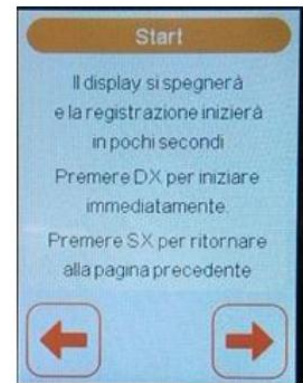 Start
Il display si spegnerà
e la registrazione inizierà
in pochi secondi
Premere DX per iniziare
immediatamente.
Premere SX per ritornare
alla pagina precedente